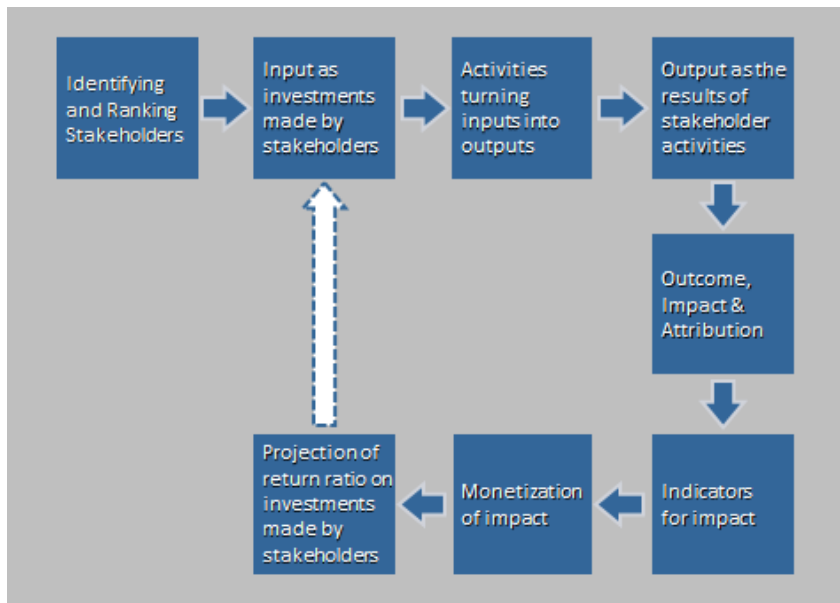 Identifying
and Ranking
Stakeholders
Input as
investments
made by
stakeholders
Activities
turning
inputs into
outputs
Output as the
results of
stakeholder
activities
Outcome,
Impact &
Attribution
Indicators
for impact
Monetization
of impact
Projection of
return ratio on
investments
made by
stakeholders